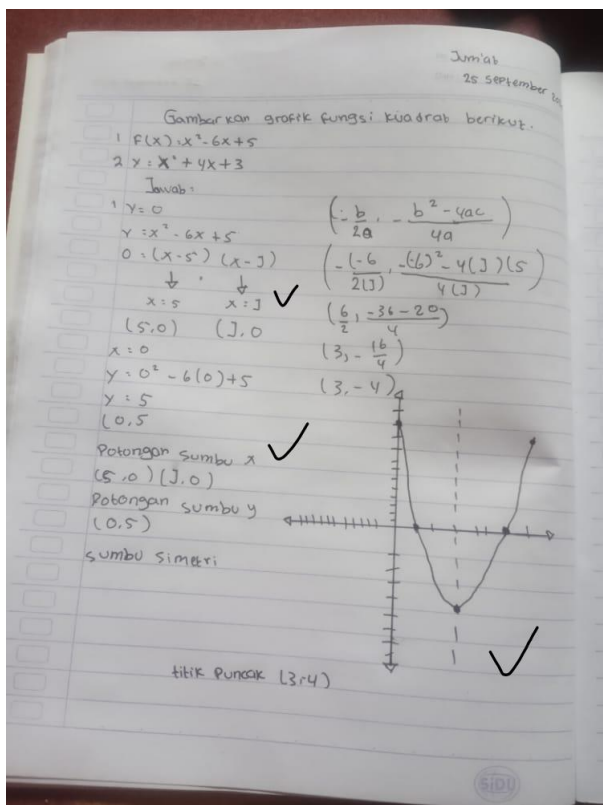 Jum'at
25 September 20
Gambarkan grafik fungsi kuadrat berikut.
1 F(x) : x² - 6x + 5
2 y = x² + 4x + 3
Jawab :
1 y = 0
y = x² - 6x + 5
0 = (x - 5) (x - 1)
↓ ↓
x = 5 x = 1 ✓
(5,0) (1,0
x = 0
y = 0² - 6(0) + 5
y = 5
(0,5
Potongan sumbu x ✓
(5,0) (1,0)
Potongan sumbu y
(0,5)
sumbu simetri
(- b/2a , - b² - 4ac/4a)
(- (-6/2(1) , -(-6)² - 4(1)(5/4(1))
(6/2 , -36 - 20/4)
(3, - 16/4)
(3, - 4)
titik Puncak (3,-4)
SiDU